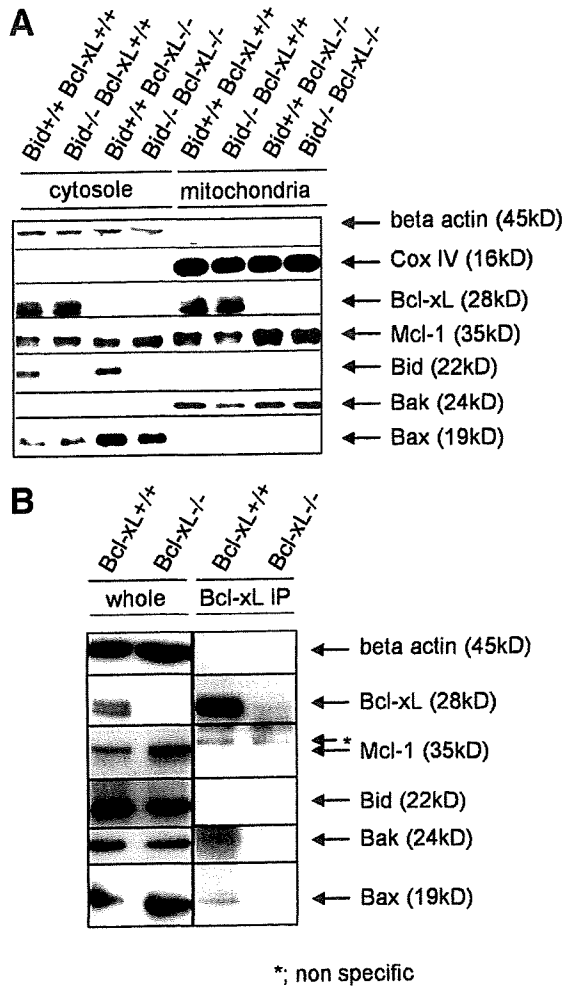 A
Bid+/+ Bcl-xL+/+
Bid-/- Bcl-xL+/+
Bid+/+ Bcl-xL-/-
Bid-/- Bcl-xL-/-
Bid+/+ Bcl-xL+/+
Bid-/- Bcl-xL+/+
Bid+/+ Bcl-xL-/-
Bid-/- Bcl-xL-/-
cytosole
mitochondria
beta actin (45kD)
Cox IV (16kD)
Bcl-xL (28kD)
Mcl-1 (35kD)
Bid (22kD)
Bak (24kD)
Bax (19kD)
B
Bcl-xL+/+
Bcl-xL-/-
Bcl-xL+/+
Bcl-xL-/-
whole
Bcl-xL IP
beta actin (45kD)
Bcl-xL (28kD)
*
Mcl-1 (35kD)
Bid (22kD)
Bak (24kD)
Bax (19kD)
*; non specific